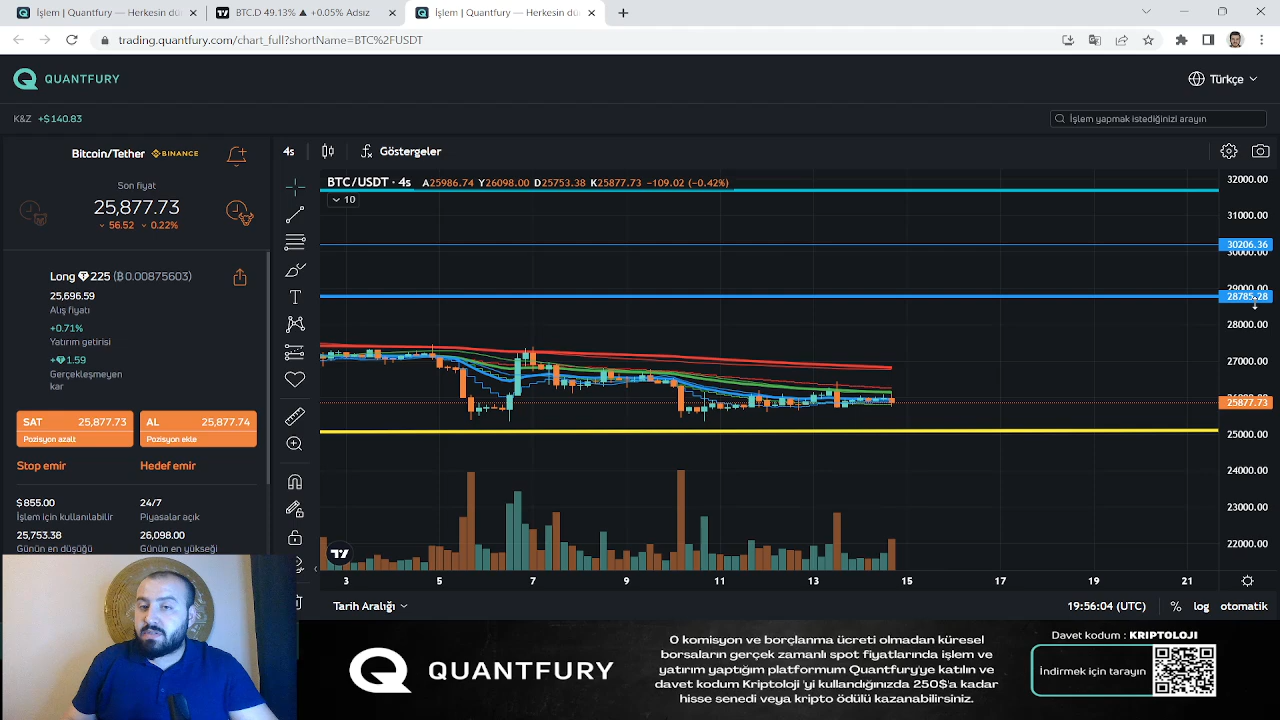 İşlem | Quantfury — Herkesin dü
BTC.D 49.13% ▲ +0.05% Adsız
İşlem | Quantfury — Herkesin dü
trading.quantfury.com/chart_full?shortName=BTC%2FUSDT
QUANTFURY
Türkçe
K&Z +$140.83
İşlem yapmak istediğinizi arayın
Bitcoin/Tether BINANCE
4s
Göstergeler
Son fiyat
25,877.73
56.52 0.22%
BTC/USDT · 4s A25986.74 Y26098.00 D25753.38 K25877.73 −109.02 (−0.42%)
10
Long 225 (₿0.00875603)
25,696.59
Alış fiyatı
+0.71%
Yatırım getirisi
+1.59
Gerçekleşmeyen
kar
SAT 25,877.73
Pozisyon azalt
AL 25,877.74
Pozisyon ekle
Stop emir
Hedef emir
$855.00
İşlem için kullanılabilir
24/7
Piyasalar açık
25,753.38
Günün en düşüğü
26,098.00
Günün en yükseği
32000.00
31000.00
30206.36
30000.00
29000.00
28785.28
28000.00
27000.00
25877.73
25000.00
24000.00
23000.00
22000.00
3 5 7 9 11 13 15 17 19 21
Tarih Aralığı
19:56:04 (UTC) % log otomatik
QUANTFURY
0 komisyon ve borçlanma ücreti olmadan küresel
borsaların gerçek zamanlı spot fiyatlarında işlem ve
yatırım yaptığım platformum Quantfury'ye katılın ve
davet kodum Kriptoloji 'yi kullandığınızda 250$'a kadar
hisse senedi veya kripto ödülü kazanabilirsiniz.
Davet kodum : KRIPTOLOJI
İndirmek için tarayın